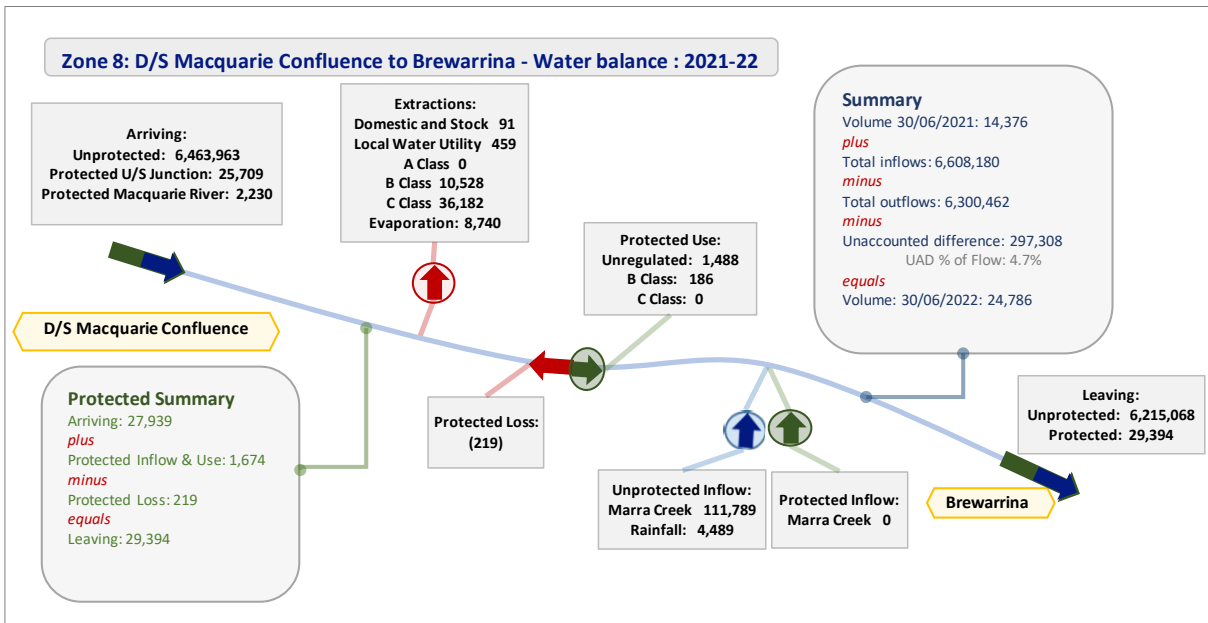 Zone 8: D/S Macquarie Confluence to Brewarrina - Water balance : 2021-22
Arriving:
Unprotected: 6,463,963
Protected U/S Junction: 25,709
Protected Macquarie River: 2,230
Extractions:
Domestic and Stock 91
Local Water Utility 459
A Class 0
B Class 10,528
C Class 36,182
Evaporation: 8,740
Summary
Volume 30/06/2021: 14,376
plus
Total inflows: 6,608,180
minus
Total outflows: 6,300,462
minus
Unaccounted difference: 297,308
UAD % of Flow: 4.7%
equals
Volume: 30/06/2022: 24,786
Protected Use:
Unregulated: 1,488
B Class: 186
C Class: 0
D/S Macquarie Confluence
Protected Summary
Arriving: 27,939
plus
Protected Inflow & Use: 1,674
minus
Protected Loss: 219
equals
Leaving: 29,394
Protected Loss:
(219)
Unprotected Inflow:
Marra Creek 111,789
Rainfall: 4,489
Protected Inflow:
Marra Creek 0
Leaving:
Unprotected: 6,215,068
Protected: 29,394
Brewarrina